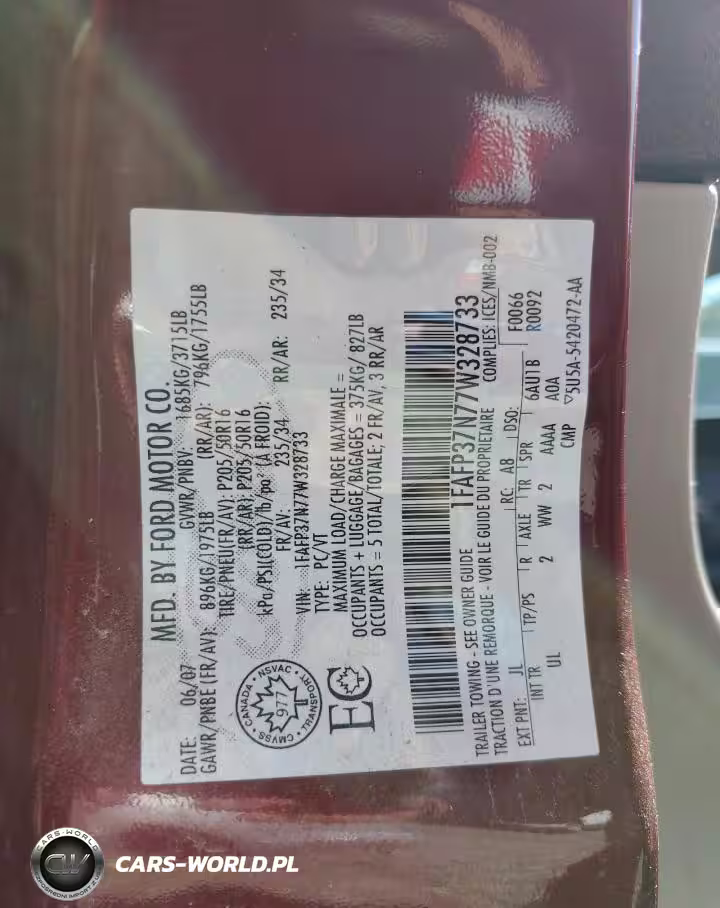 MFD. BY FORD MOTOR CO.
DATE: 06/07 GVWR/PNBV: 1685KG/3715LB
GAWR/PNBE (FR/AV): 896KG/1975LB (RR/AR): 796KG/1755LB
TIRE/PNEU(FR/AV): P205/50R16
(RR/AR): P205/50R16
kPa/PSI(COLD)/lb/po² (A FROID):
FR/AV: 235/34 RR/AR: 235/34
VIN: 1FAFP37N77W328733
TYPE: PC/VT
MAXIMUM LOAD/CHARGE MAXIMALE =
OCCUPANTS + LUGGAGE/BAGAGES = 375KG/ 827LB
OCCUPANTS = 5 TOTAL/TOTALE; 2 FR/AV, 3 RR/AR
CANADA • NSVAC • TRANSPORT • CMVSS
977
EC
1FAFP37N77W328733
TRAILER TOWING - SEE OWNER GUIDE COMPLIES: ICES/NMB-002
TRACTION D'UNE REMORQUE - VOIR LE GUIDE DU PROPRIETAIRE
EXT PNT: JL RC: AB DSO: F0066
R0092
INT TR TP/PS R AXLE TR SPR 6AU1B
UL 2 WW 2 AAAA AOA
CMP ▽5U5A-5420472-AA
CARS-WORLD
CW
CARS-WORLD.PL